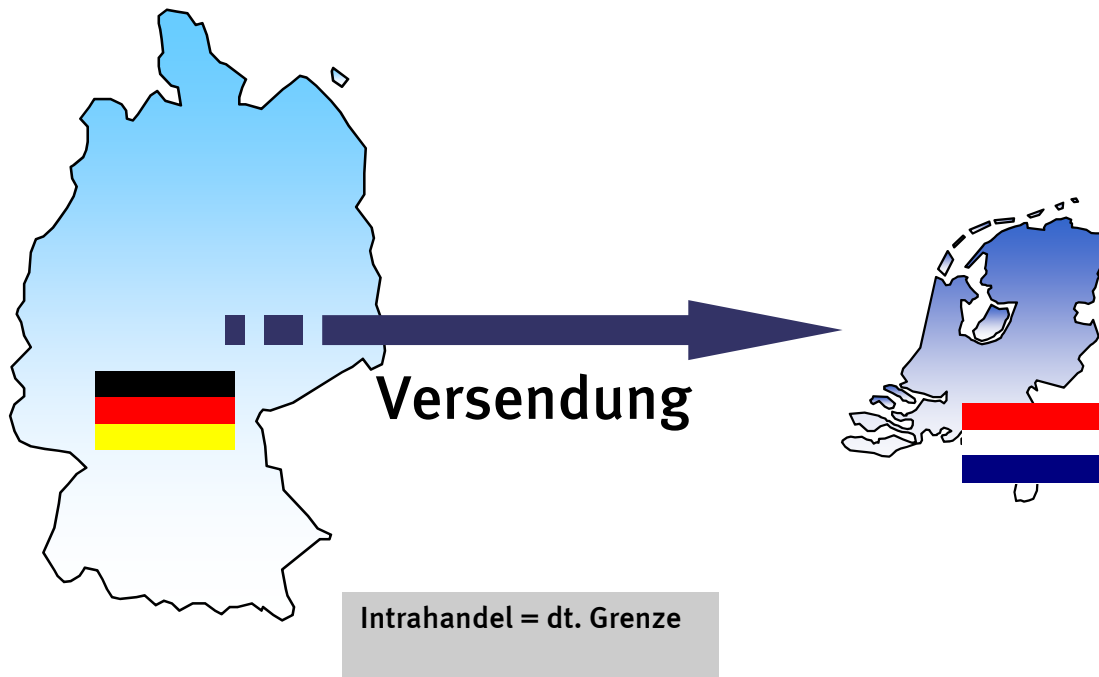 Versendung
Intrahandel = dt. Grenze